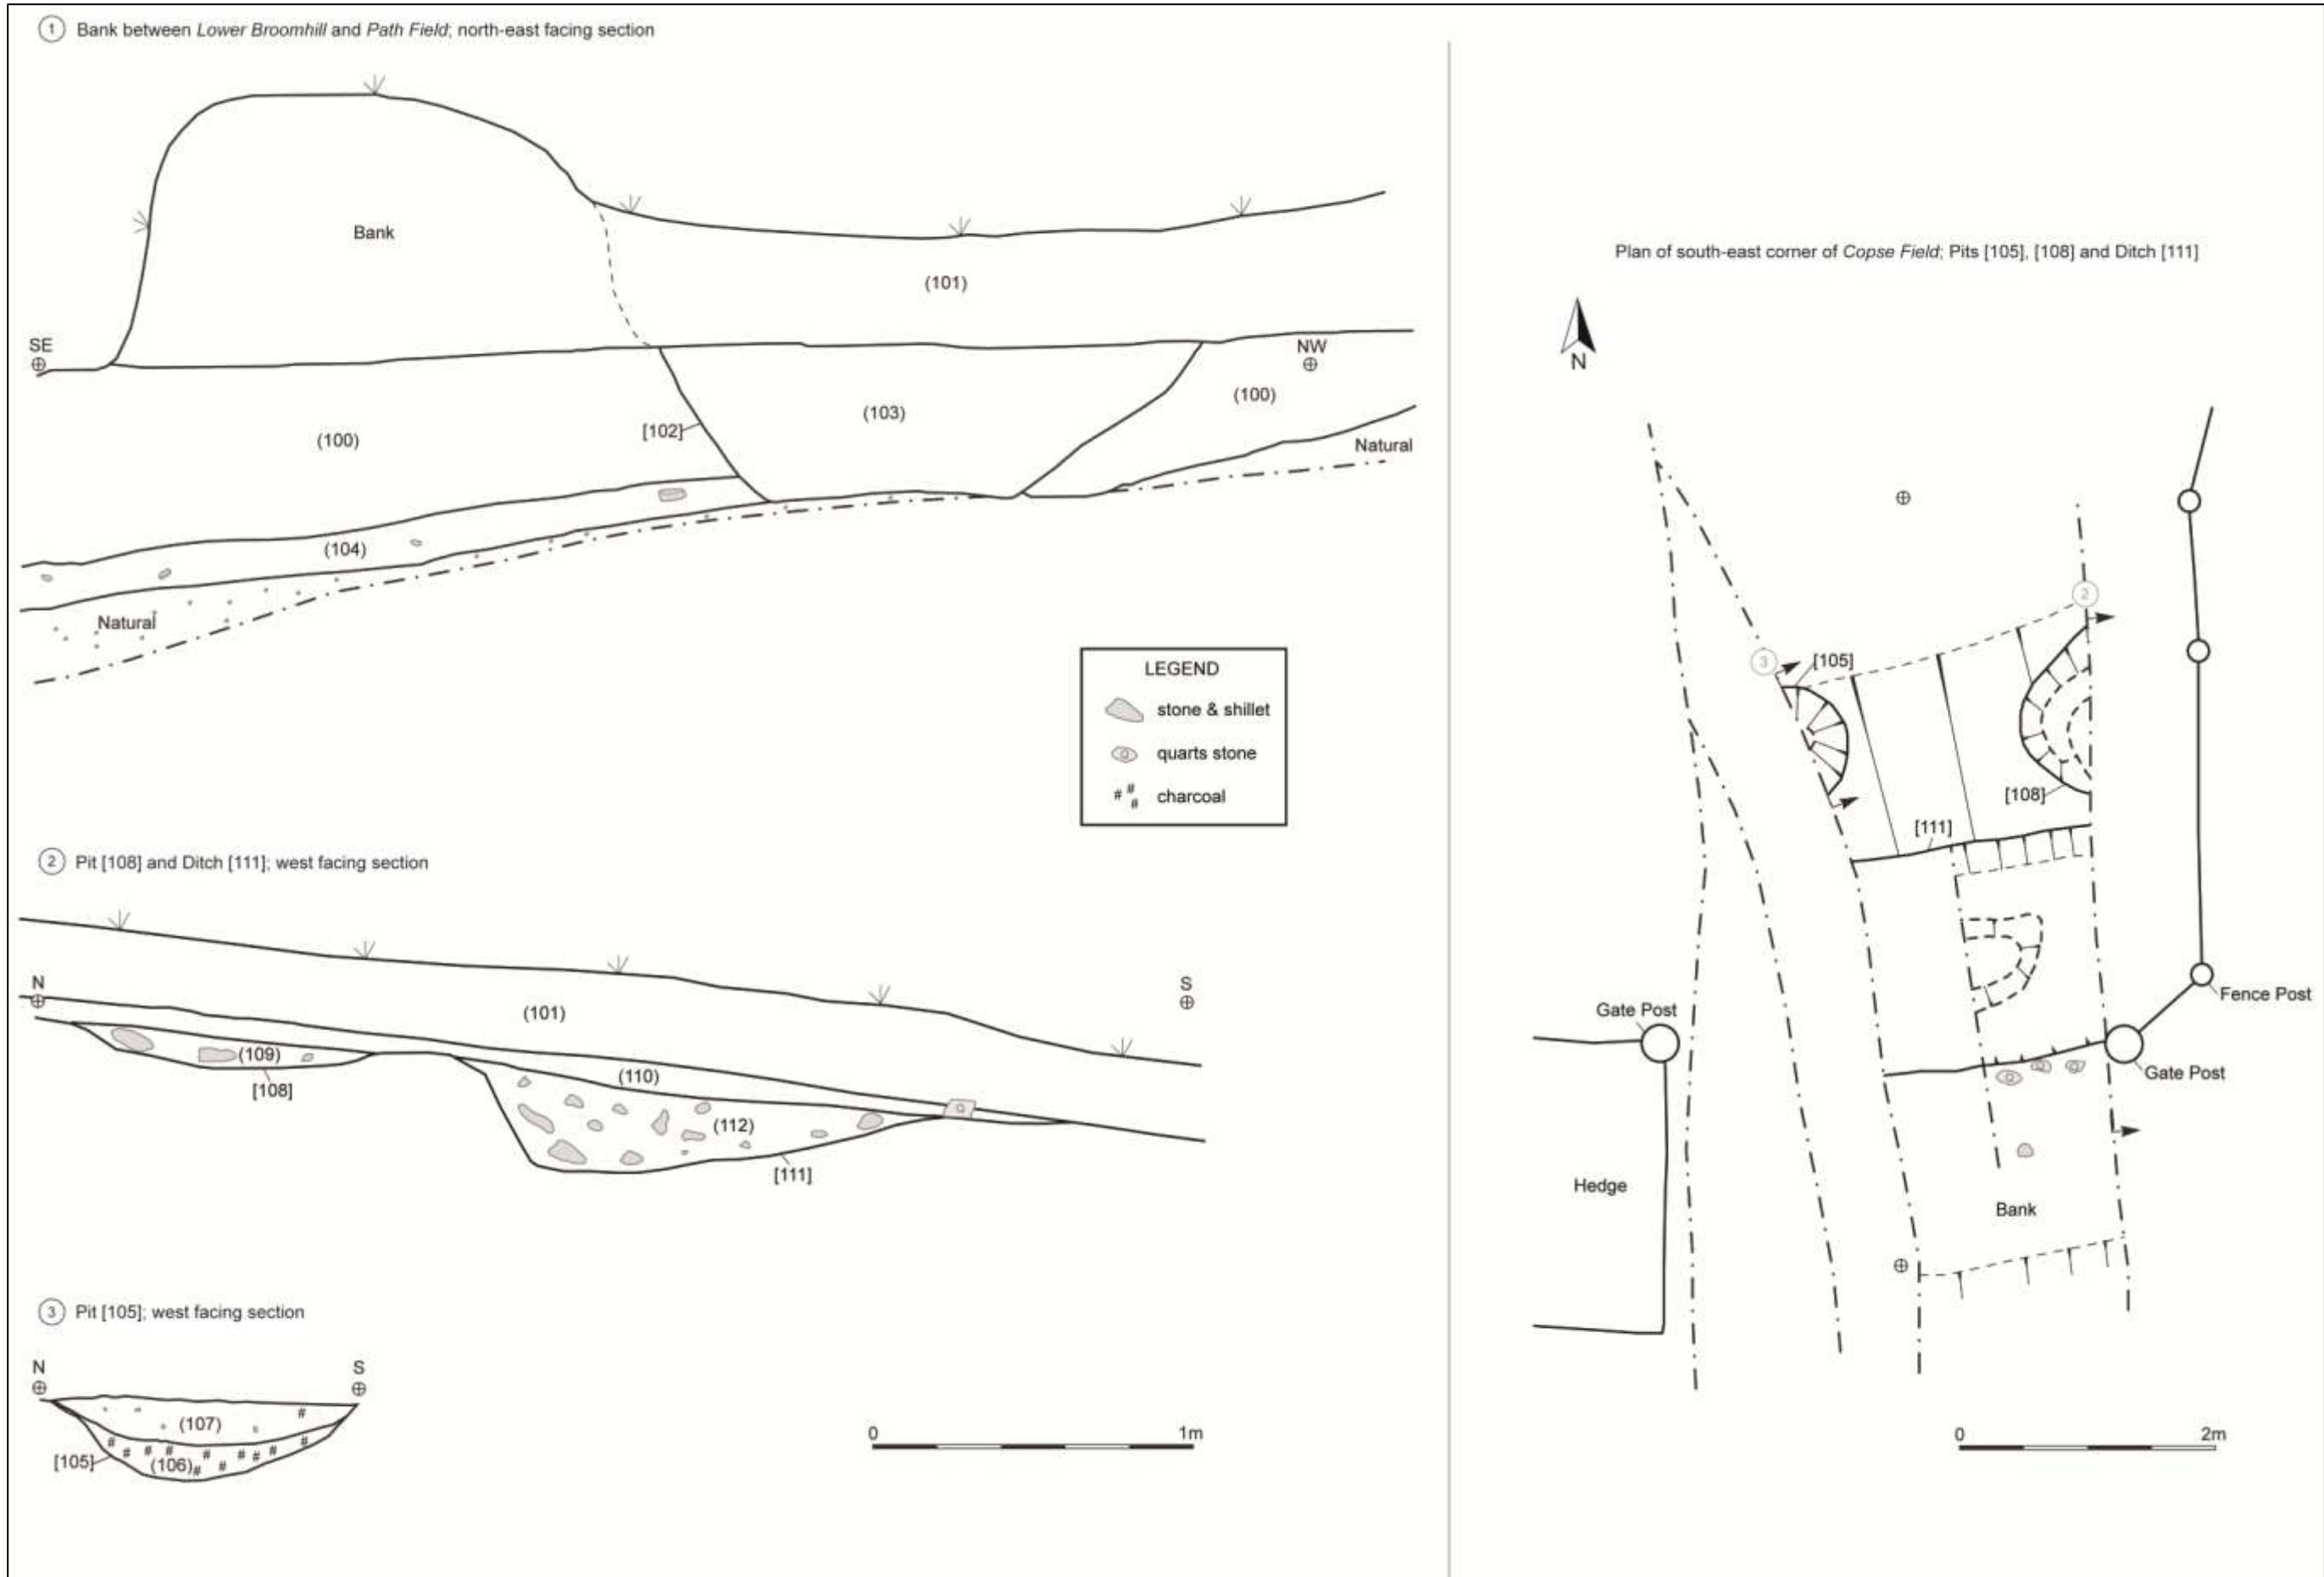 1 Bank between Lower Broomhill and Path Field; north-east facing section
Bank
(101)
SE
NW
(100)
(103)
[102]
(100)
Natural
(104)
Natural
LEGEND
stone & shillet
quarts stone
charcoal
2 Pit [108] and Ditch [111]; west facing section
N
S
(101)
(109)
[108]
(110)
(112)
[111]
3 Pit [105]; west facing section
N
S
(107)
[105]
(106)
0 1m
Plan of south-east corner of Copse Field; Pits [105], [108] and Ditch [111]
N
2
3
[105]
[108]
[111]
Gate Post
Fence Post
Gate Post
Hedge
Bank
0 2m